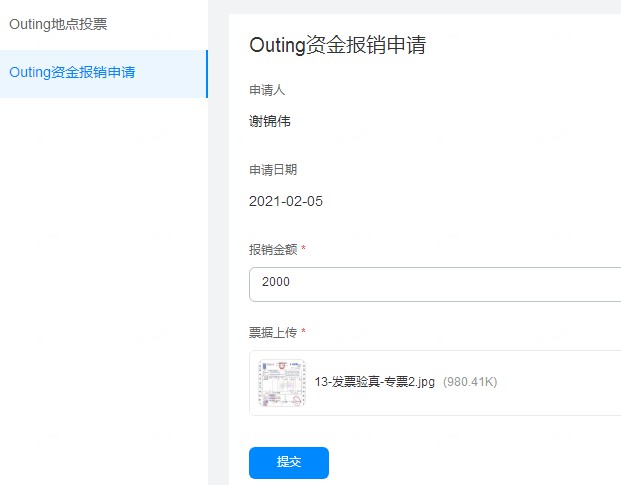 Outing地点投票
Outing资金报销申请
Outing资金报销申请
申请人
谢锦伟
申请日期
2021-02-05
报销金额 *
2000
票据上传 *
13-发票验真-专票2.jpg (980.41K)
提交